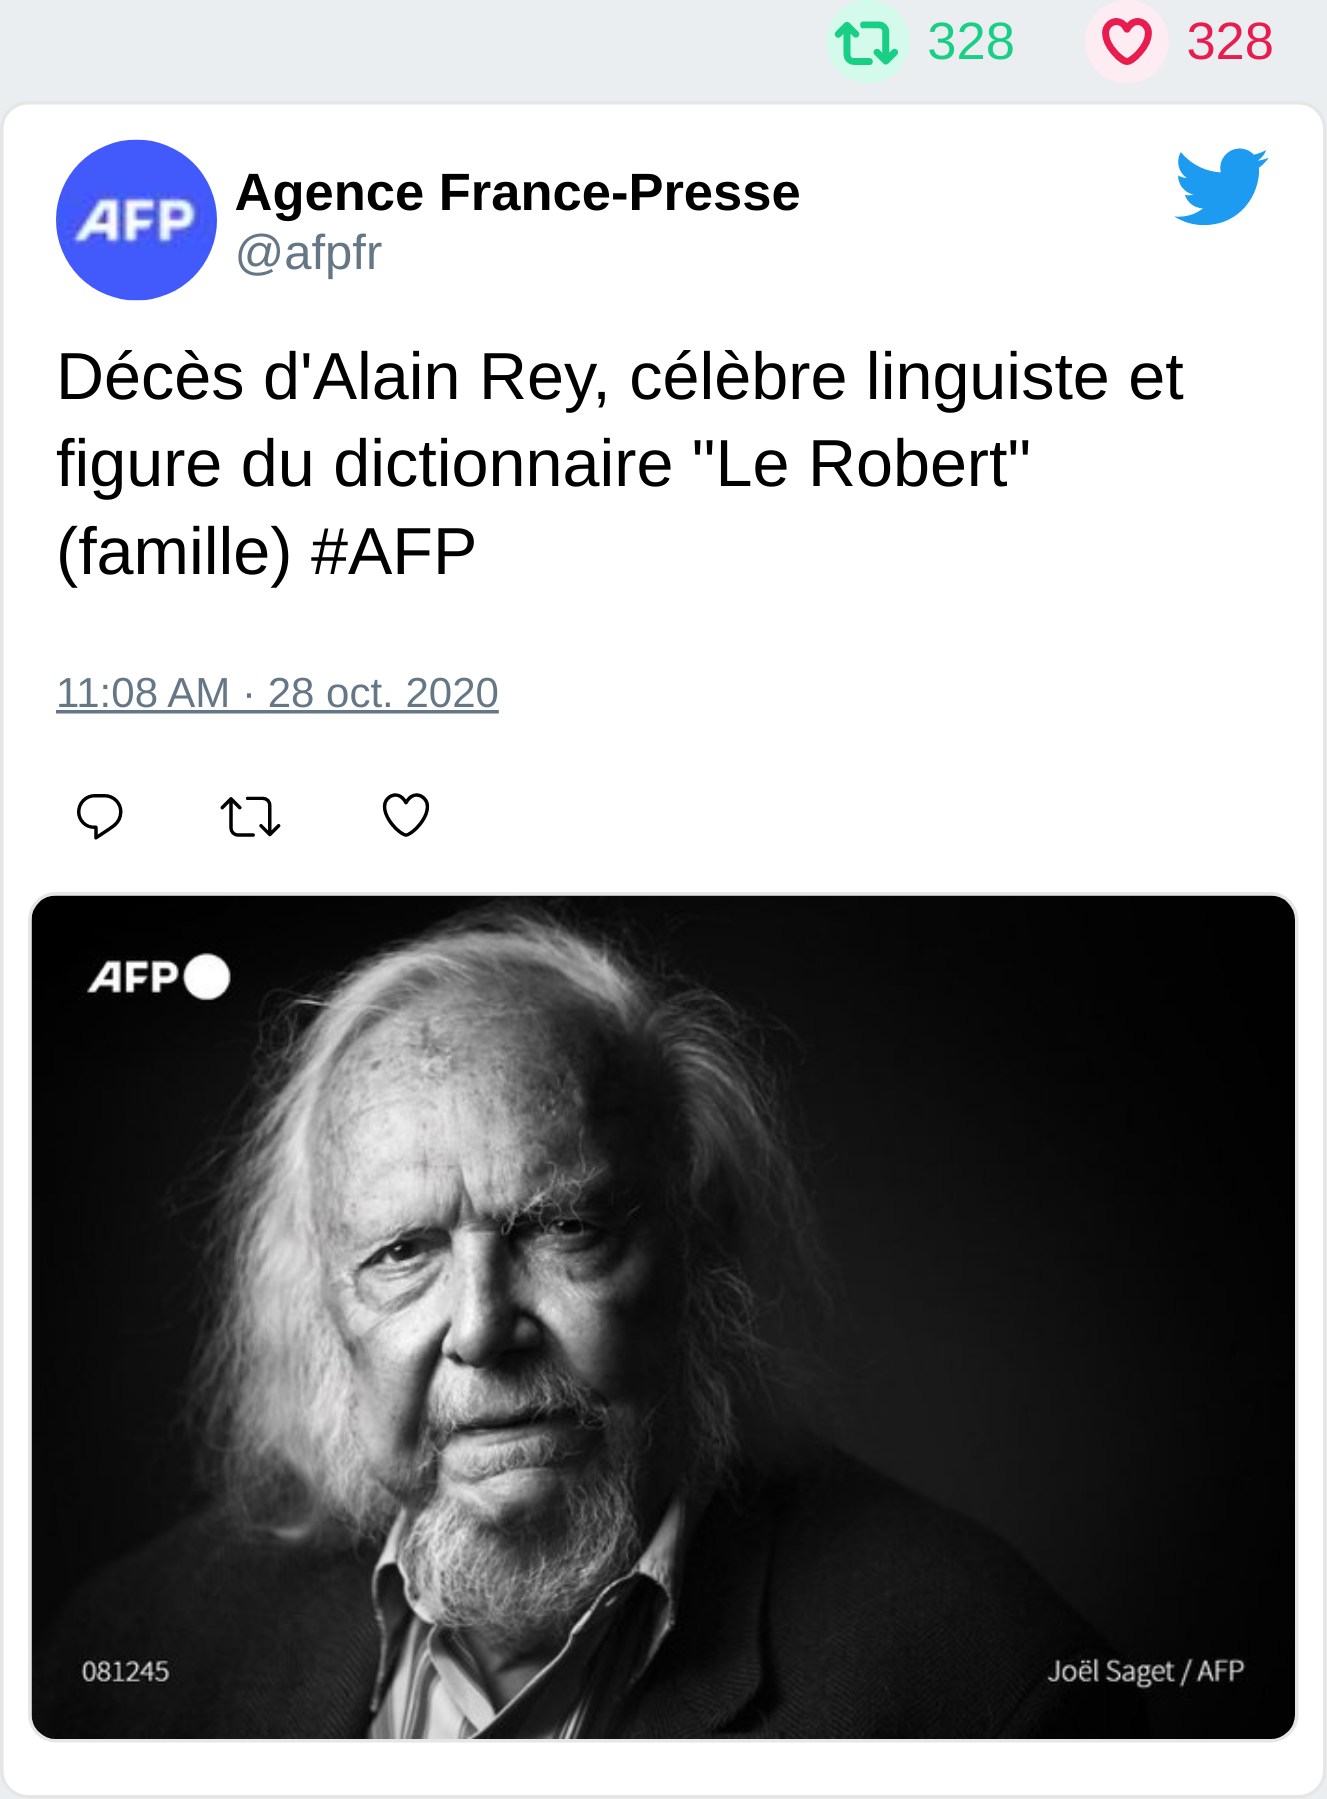 328 328
AFP
Agence France-Presse
@afpfr
Décès d'Alain Rey, célèbre linguiste et
figure du dictionnaire "Le Robert"
(famille) #AFP
11:08 AM · 28 oct. 2020
AFP
081245
Joël Saget / AFP